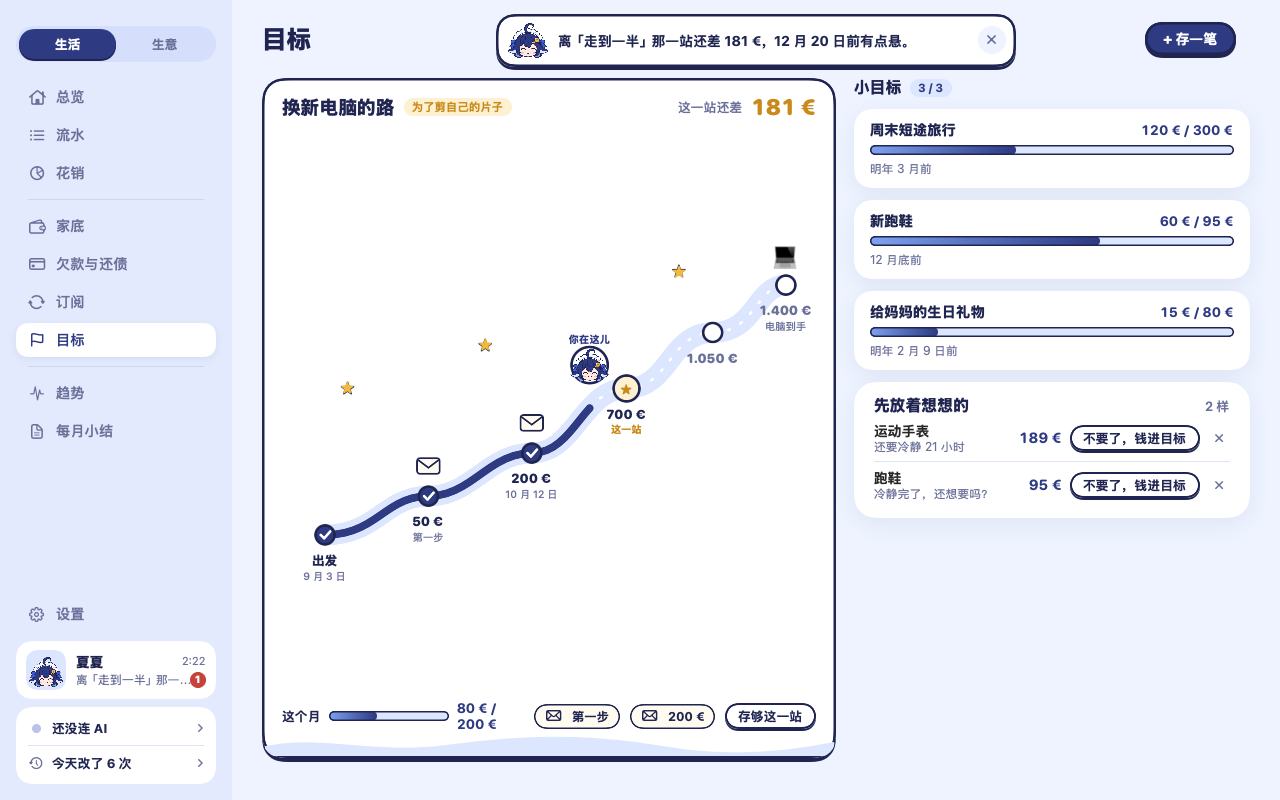 生活
生意
总览
流水
花销
家底
欠款与还债
订阅
目标
趋势
每月小结
设置
夏夏
2:22
离「走到一半」那一...
1
还没连 AI
今天改了 6 次
目标
离「走到一半」那一站还差 181 €，12 月 20 日前有点悬。
+ 存一笔
换新电脑的路
为了剪自己的片子
这一站还差
181 €
1.400 €
电脑到手
1.050 €
你在这儿
700 €
这一站
200 €
10 月 12 日
50 €
第一步
出发
9 月 3 日
这个月
80 € /
200 €
第一步
200 €
存够这一站
小目标
3 / 3
周末短途旅行
120 € / 300 €
明年 3 月前
新跑鞋
60 € / 95 €
12 月底前
给妈妈的生日礼物
15 € / 80 €
明年 2 月 9 日前
先放着想想的
2 样
运动手表
还要冷静 21 小时
189 €
不要了，钱进目标
跑鞋
冷静完了，还想要吗?
95 €
不要了，钱进目标